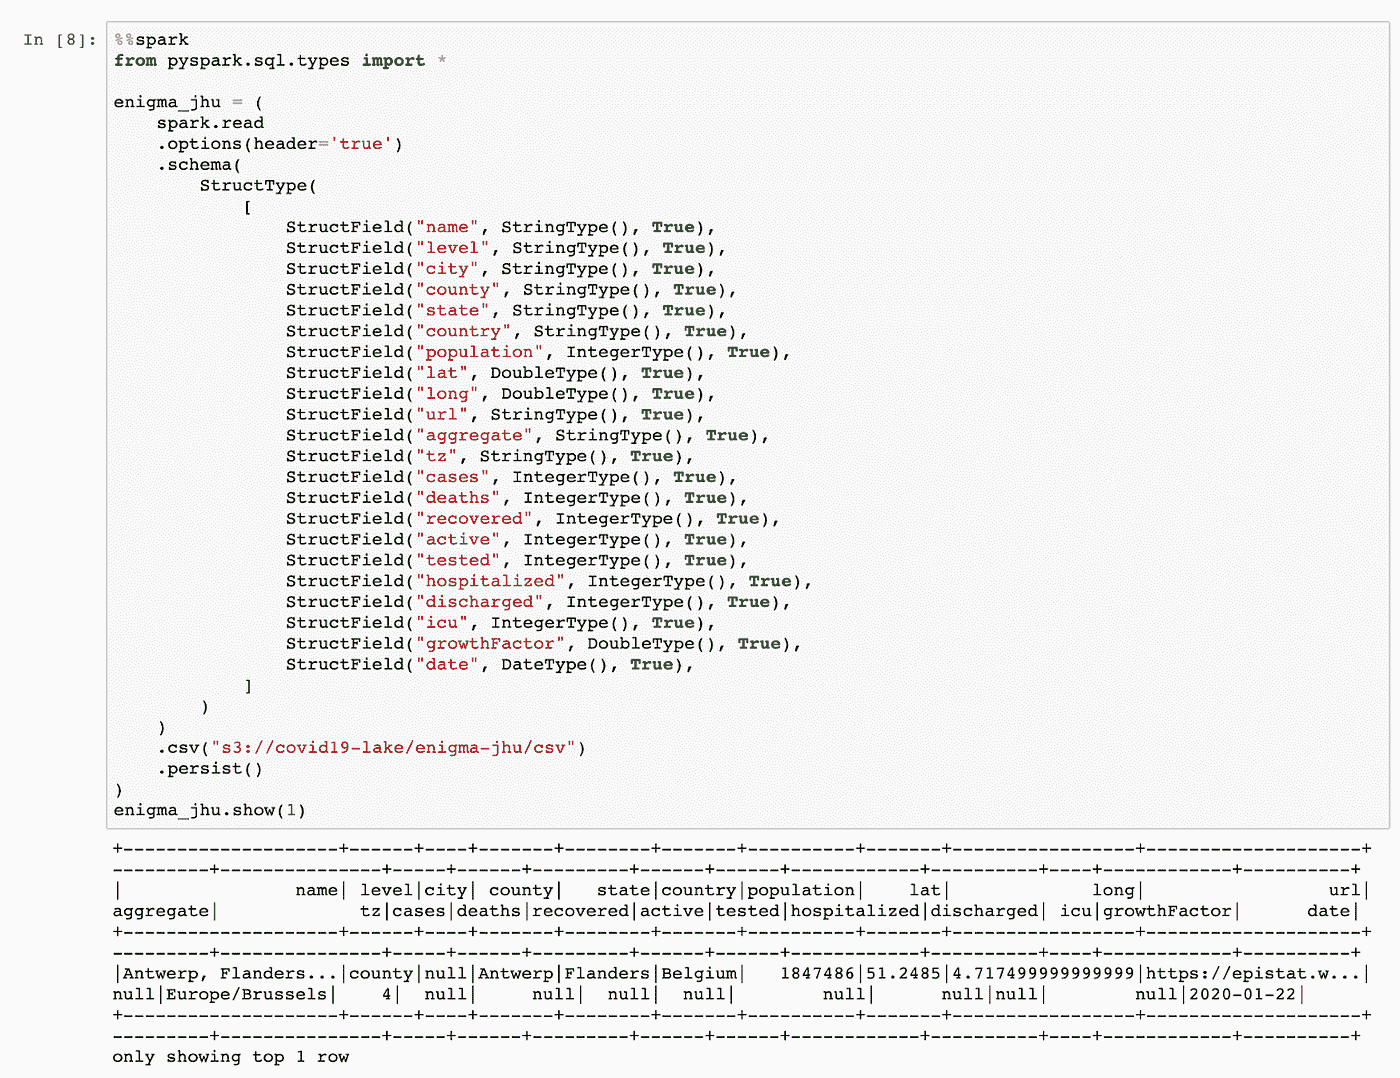 In [8]:
%%spark
from pyspark.sql.types import *
enigma_jhu = (
    spark.read
    .options(header='true')
    .schema(
        StructType(
            [
                StructField("name", StringType(), True),
                StructField("level", StringType(), True),
                StructField("city", StringType(), True),
                StructField("county", StringType(), True),
                StructField("state", StringType(), True),
                StructField("country", StringType(), True),
                StructField("population", IntegerType(), True),
                StructField("lat", DoubleType(), True),
                StructField("long", DoubleType(), True),
                StructField("url", StringType(), True),
                StructField("aggregate", StringType(), True),
                StructField("tz", StringType(), True),
                StructField("cases", IntegerType(), True),
                StructField("deaths", IntegerType(), True),
                StructField("recovered", IntegerType(), True),
                StructField("active", IntegerType(), True),
                StructField("tested", IntegerType(), True),
                StructField("hospitalized", IntegerType(), True),
                StructField("discharged", IntegerType(), True),
                StructField("icu", IntegerType(), True),
                StructField("growthFactor", DoubleType(), True),
                StructField("date", DateType(), True),
            ]
        )
    )
    .csv("s3://covid19-lake/enigma-jhu/csv")
    .persist()
)
enigma_jhu.show(1)
+--------------------+------+----+-------+--------+-------+----------+-------+-----------------+--------------------+
---------+---------------+-----+------+---------+------+------+------------+----------+----+------------+----------+
|                name| level|city| county|   state|country|population|    lat|             long|                 url|
aggregate|             tz|cases|deaths|recovered|active|tested|hospitalized|discharged| icu|growthFactor|      date|
+--------------------+------+----+-------+--------+-------+----------+-------+-----------------+--------------------+
---------+---------------+-----+------+---------+------+------+------------+----------+----+------------+----------+
|Antwerp, Flanders...|county|null|Antwerp|Flanders|Belgium|   1847486|51.2485|4.717499999999999|https://epistat.w...|
null|Europe/Brussels|    4|  null|     null|  null|  null|        null|      null|null|        null|2020-01-22|
+--------------------+------+----+-------+--------+-------+----------+-------+-----------------+--------------------+
---------+---------------+-----+------+---------+------+------+------------+----------+----+------------+----------+
only showing top 1 row